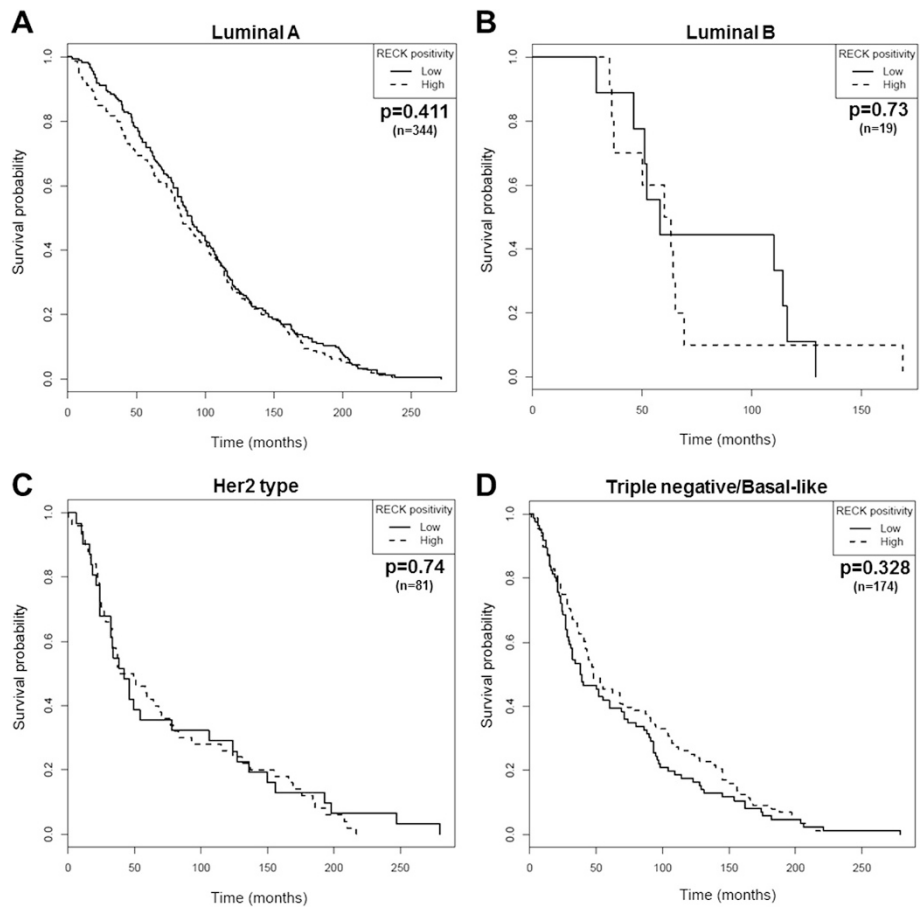 A
Luminal A
RECK positivity
Low
High
p=0.411
(n=344)
Survival probability
1.0
0.8
0.6
0.4
0.2
0.0
0 50 100 150 200 250
Time (months)
B
Luminal B
RECK positivity
Low
High
p=0.73
(n=19)
Survival probability
1.0
0.8
0.6
0.4
0.2
0.0
0 50 100 150
Time (months)
C
Her2 type
RECK positivity
Low
High
p=0.74
(n=81)
Survival probability
1.0
0.8
0.6
0.4
0.2
0.0
0 50 100 150 200 250
Time (months)
D
Triple negative/Basal-like
RECK positivity
Low
High
p=0.328
(n=174)
Survival probability
1.0
0.8
0.6
0.4
0.2
0.0
0 50 100 150 200 250
Time (months)